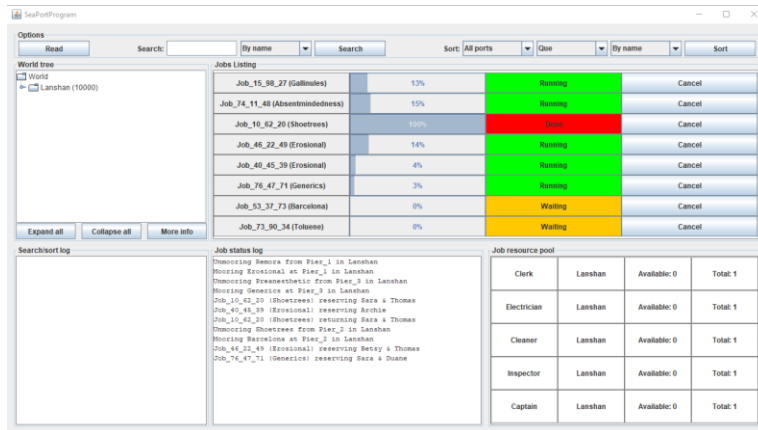 SeaPortProgram
Options
Read Search: By name Search Sort: All ports Que By name Sort
World tree
World
Lanshan (10000)
Expand all Collapse all More info
Jobs Listing
Job_15_98_27 (Gallinules) 13% Running Cancel
Job_74_11_48 (Absentmindedness) 15% Running Cancel
Job_10_62_20 (Shoetrees) 100% Done Cancel
Job_46_22_49 (Erosional) 14% Running Cancel
Job_40_45_39 (Erosional) 4% Running Cancel
Job_76_47_71 (Generics) 3% Running Cancel
Job_53_37_73 (Barcelona) 0% Waiting Cancel
Job_73_90_34 (Toluene) 0% Waiting Cancel
Search/sort log
Job status log
Unmooring Remora from Pier_1 in Lanshan
Mooring Erosional at Pier_1 in Lanshan
Unmooring Preanesthetic from Pier_3 in Lanshan
Mooring Generics at Pier_3 in Lanshan
Job_10_62_20 (Shoetrees) reserving Sara & Thomas
Job_40_45_39 (Erosional) reserving Archie
Job_10_62_20 (Shoetrees) returning Sara & Thomas
Unmooring Shoetrees from Pier_2 in Lanshan
Mooring Barcelona at Pier_2 in Lanshan
Job_46_22_49 (Erosional) reserving Betsy & Thomas
Job_76_47_71 (Generics) reserving Sara & Duane
Job resource pool
Clerk Lanshan Available: 0 Total: 1
Electrician Lanshan Available: 0 Total: 1
Cleaner Lanshan Available: 0 Total: 1
Inspector Lanshan Available: 0 Total: 1
Captain Lanshan Available: 0 Total: 1